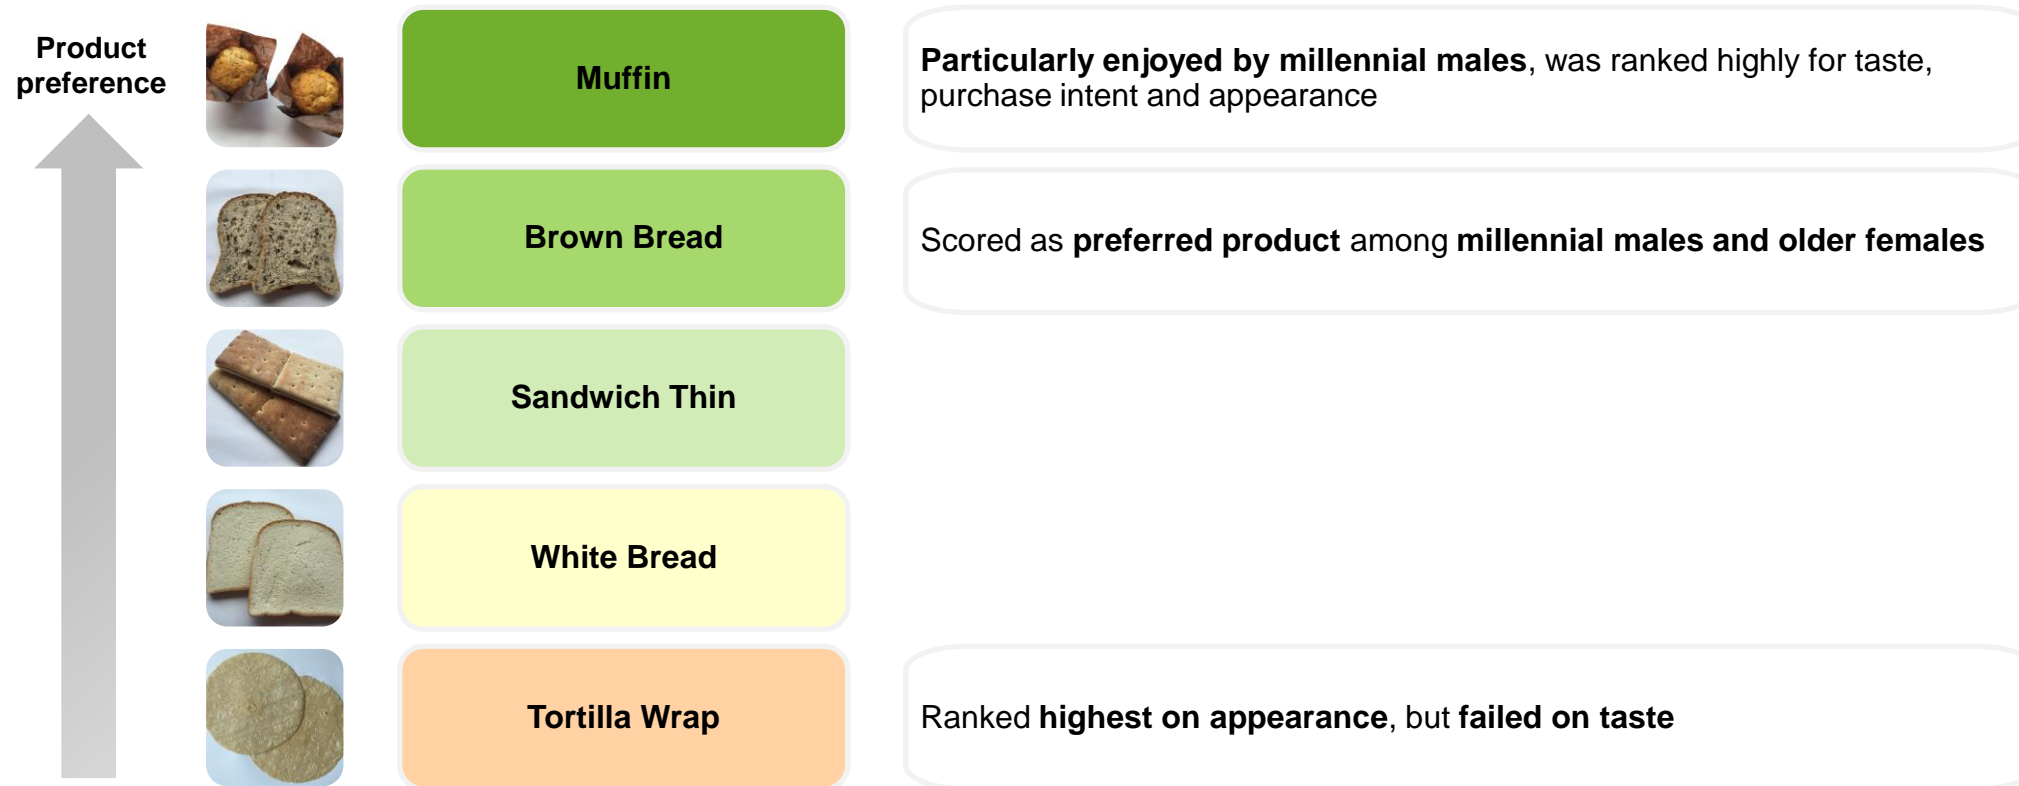 Product
preference
Muffin
Particularly enjoyed by millennial males, was ranked highly for taste,
purchase intent and appearance
Brown Bread
Scored as preferred product among millennial males and older females
Sandwich Thin
White Bread
Tortilla Wrap
Ranked highest on appearance, but failed on taste